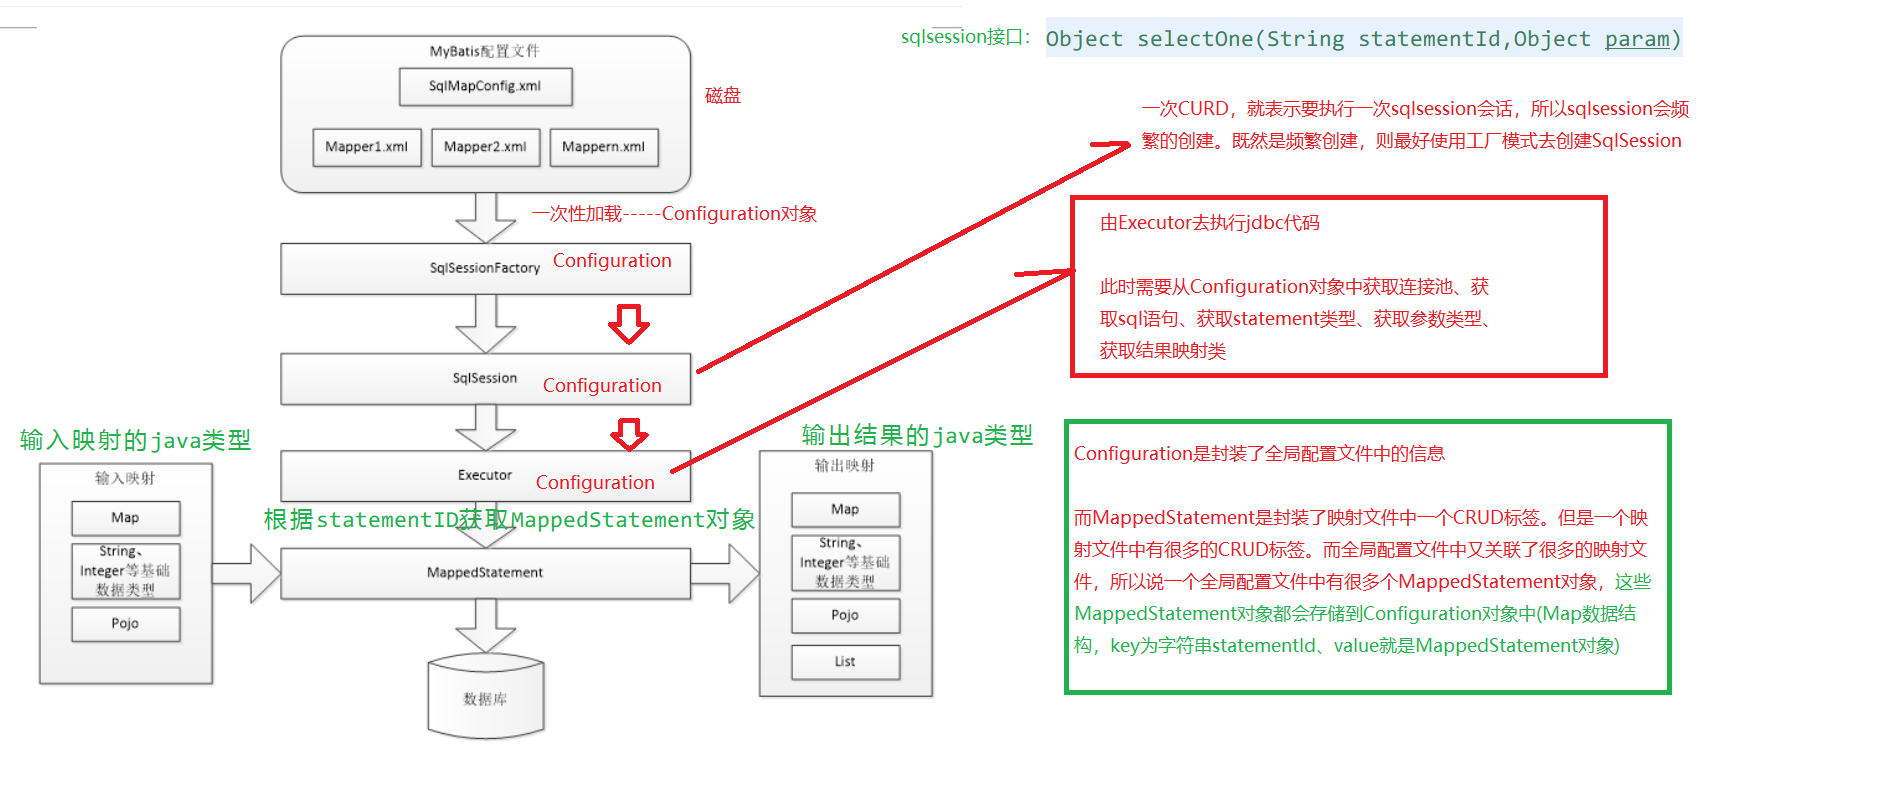 sqlsession接口：
Object selectOne(String statementId,Object param)
MyBatis配置文件
SqlMapConfig.xml
磁盘
Mapper1.xml
Mapper2.xml
Mappern.xml
一次CURD，就表示要执行一次sqlsession会话，所以sqlsession会频
繁的创建。既然是频繁创建，则最好使用工厂模式去创建SqlSession
一次性加载-----Configuration对象
SqlSessionFactory
Configuration
由Executor去执行jdbc代码
此时需要从Configuration对象中获取连接池、获
取sql语句、获取statement类型、获取参数类型、
获取结果映射类
SqlSession
Configuration
输入映射的java类型
输出结果的java类型
Executor
Configuration
根据statementID获取MappedStatement对象
输入映射
Map
String、
Integer等基础
数据类型
Pojo
MappedStatement
输出映射
Map
String、
Integer等基础
数据类型
Pojo
List
数据库
Configuration是封装了全局配置文件中的信息
而MappedStatement是封装了映射文件中一个CRUD标签。但是一个映
射文件中有很多的CRUD标签。而全局配置文件中又关联了很多的映射文
件，所以说一个全局配置文件中有很多个MappedStatement对象，这些
MappedStatement对象都会存储到Configuration对象中(Map数据结
构，key为字符串statementId、value就是MappedStatement对象)